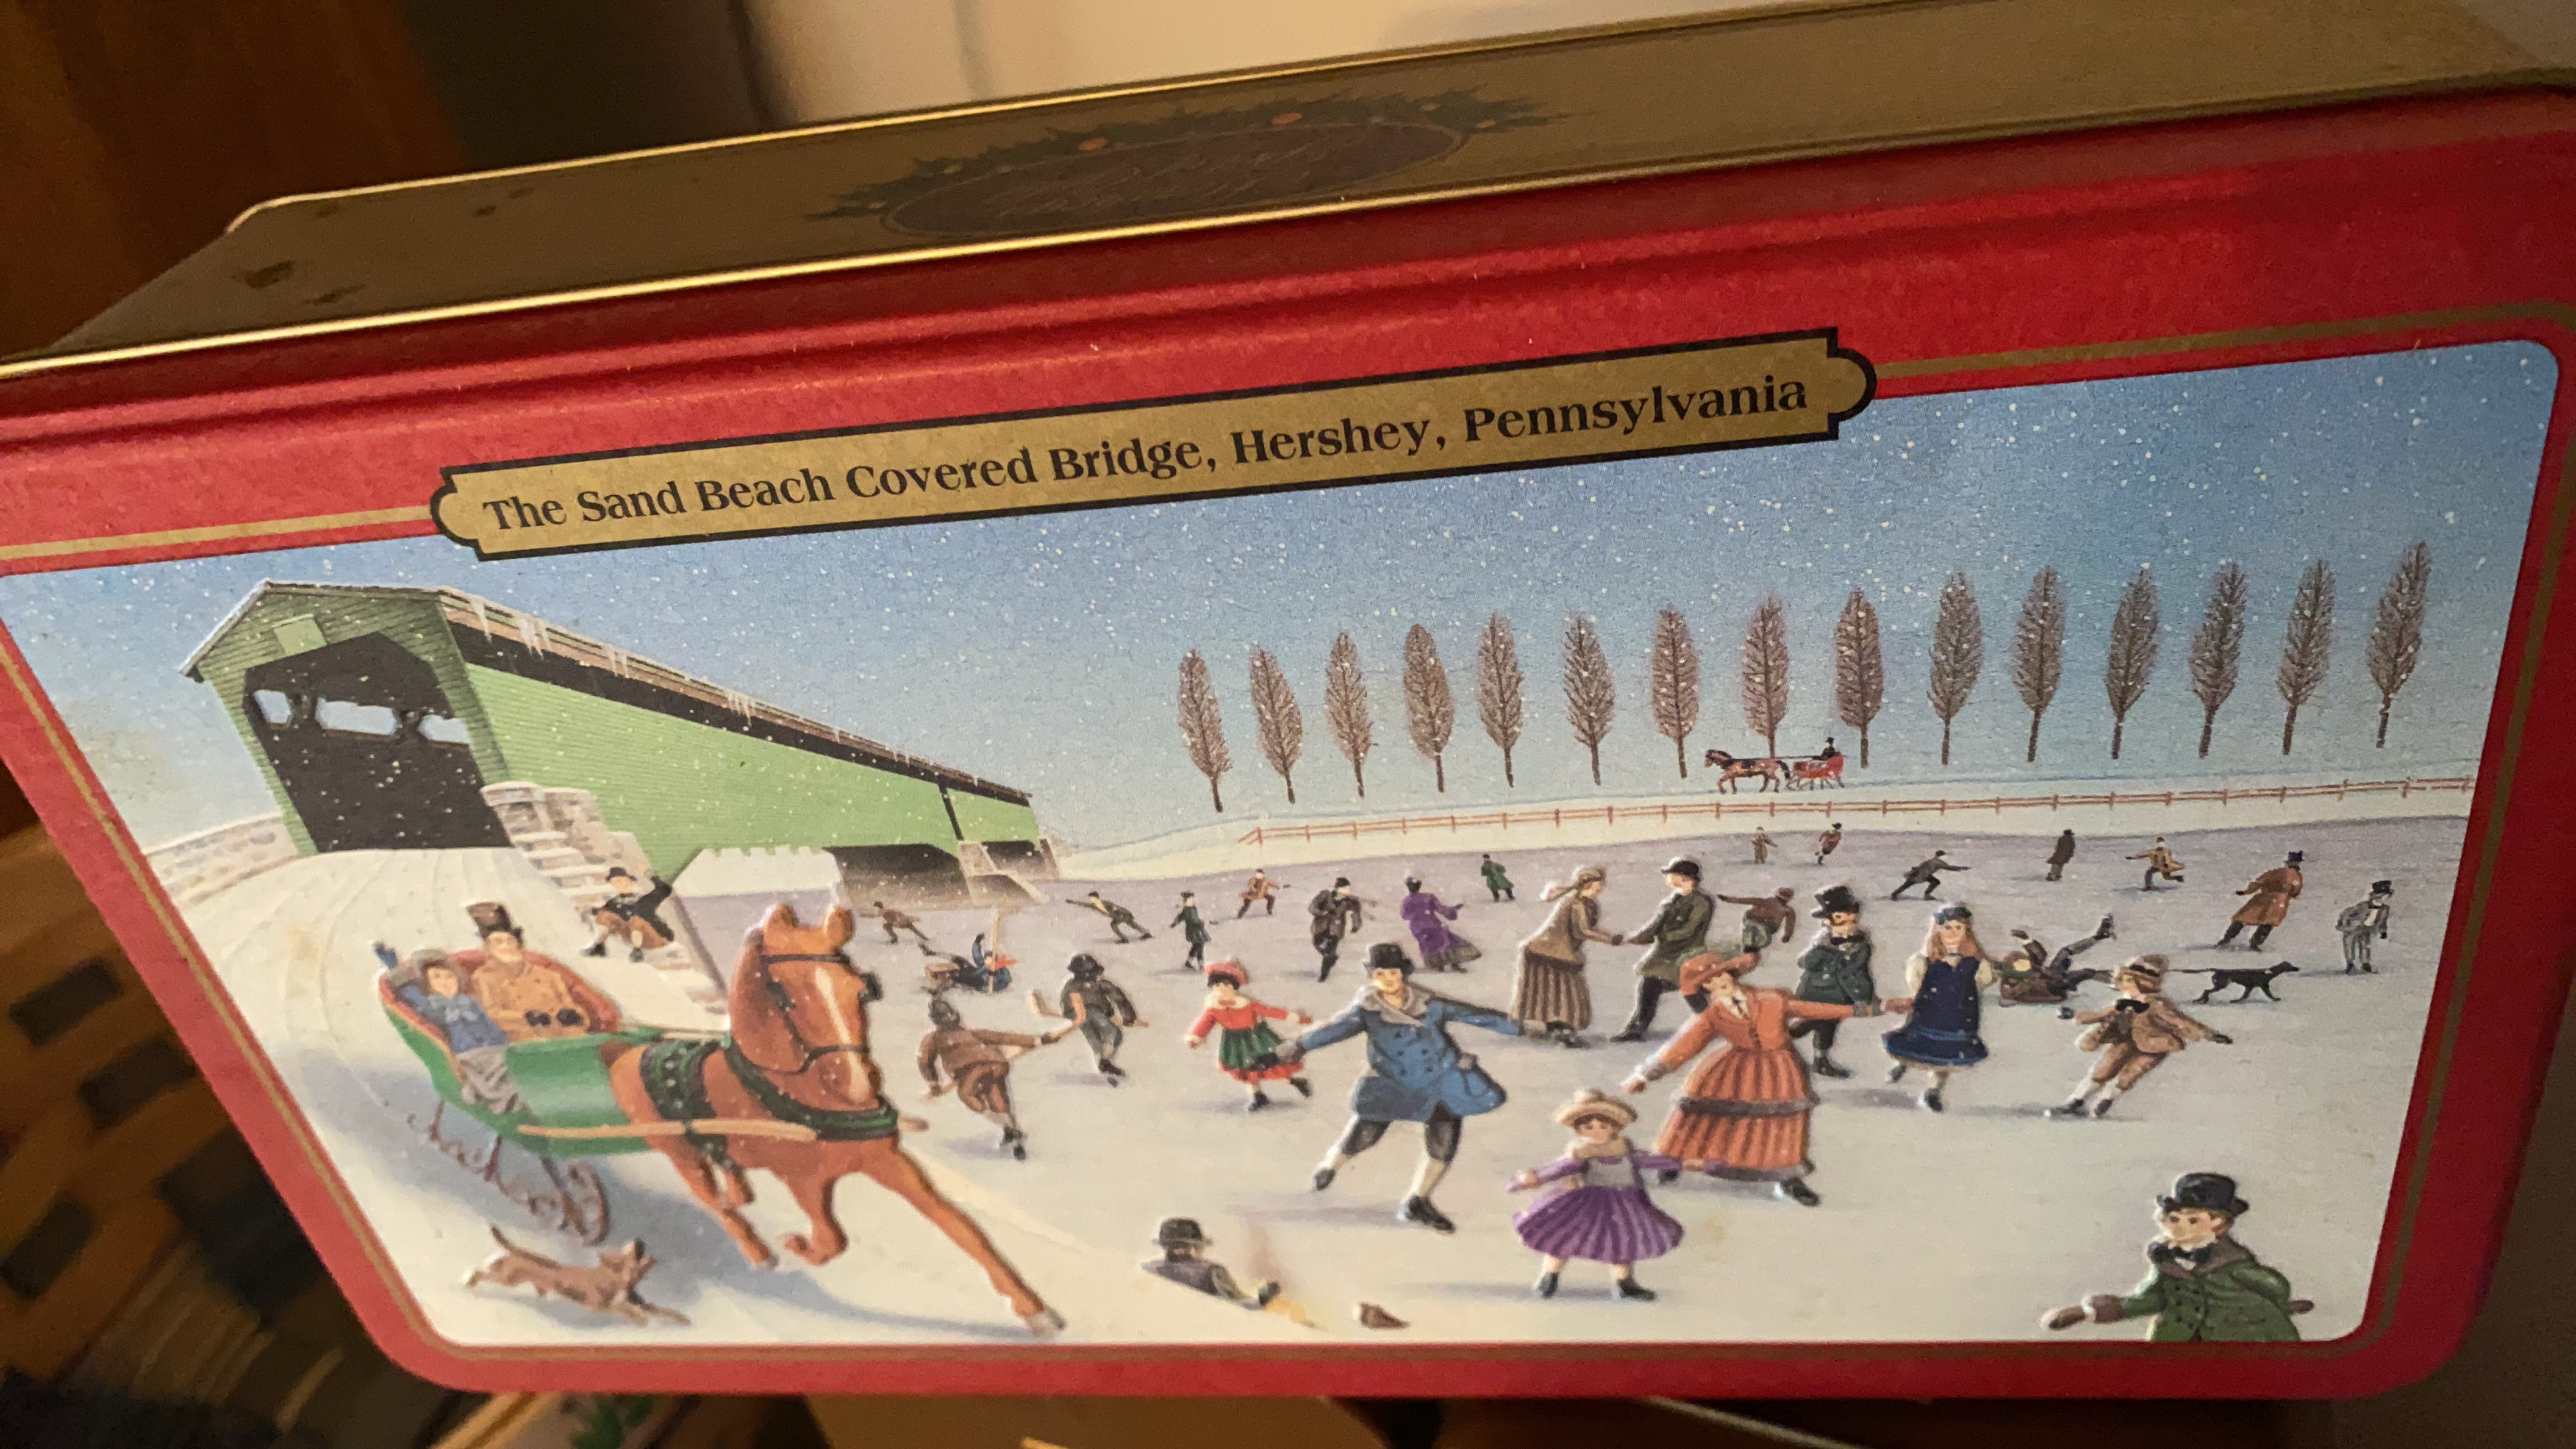 The Sand Beach Covered Bridge, Hershey, Pennsylvania